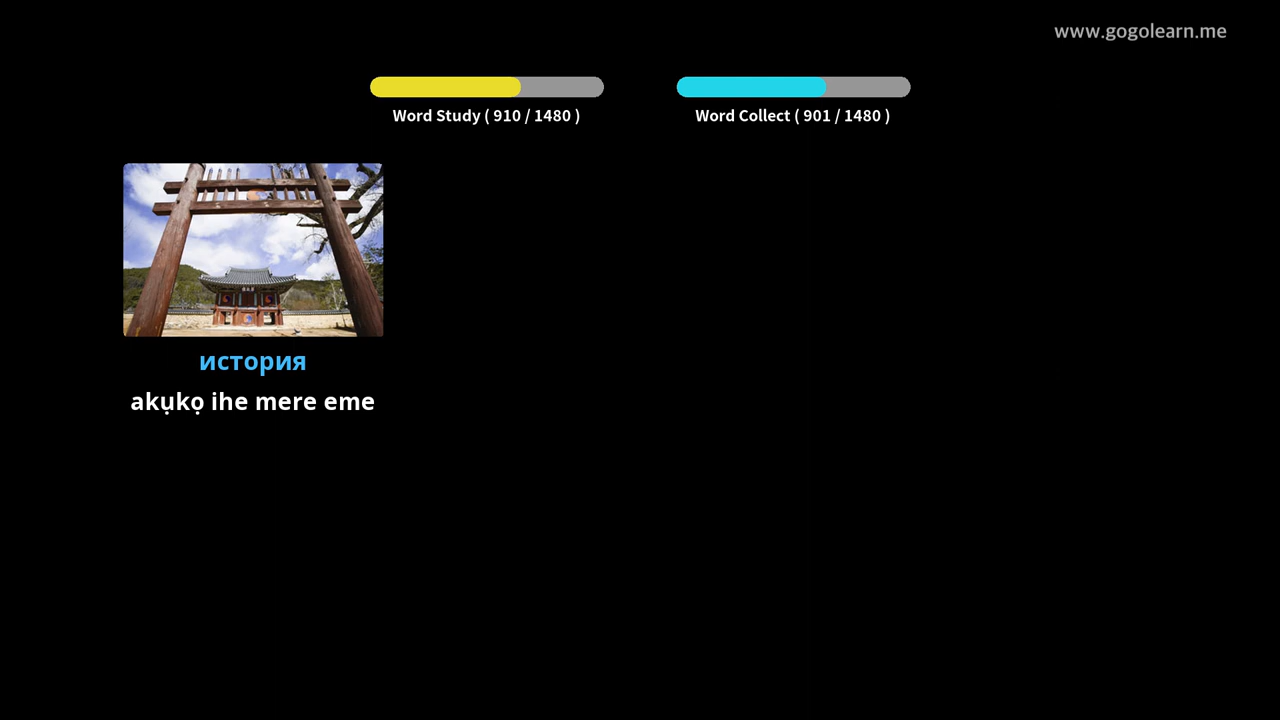 www.gogolearn.me
Word Study ( 910 / 1480 )
Word Collect ( 901 / 1480 )
история
akụkọ ihe mere eme